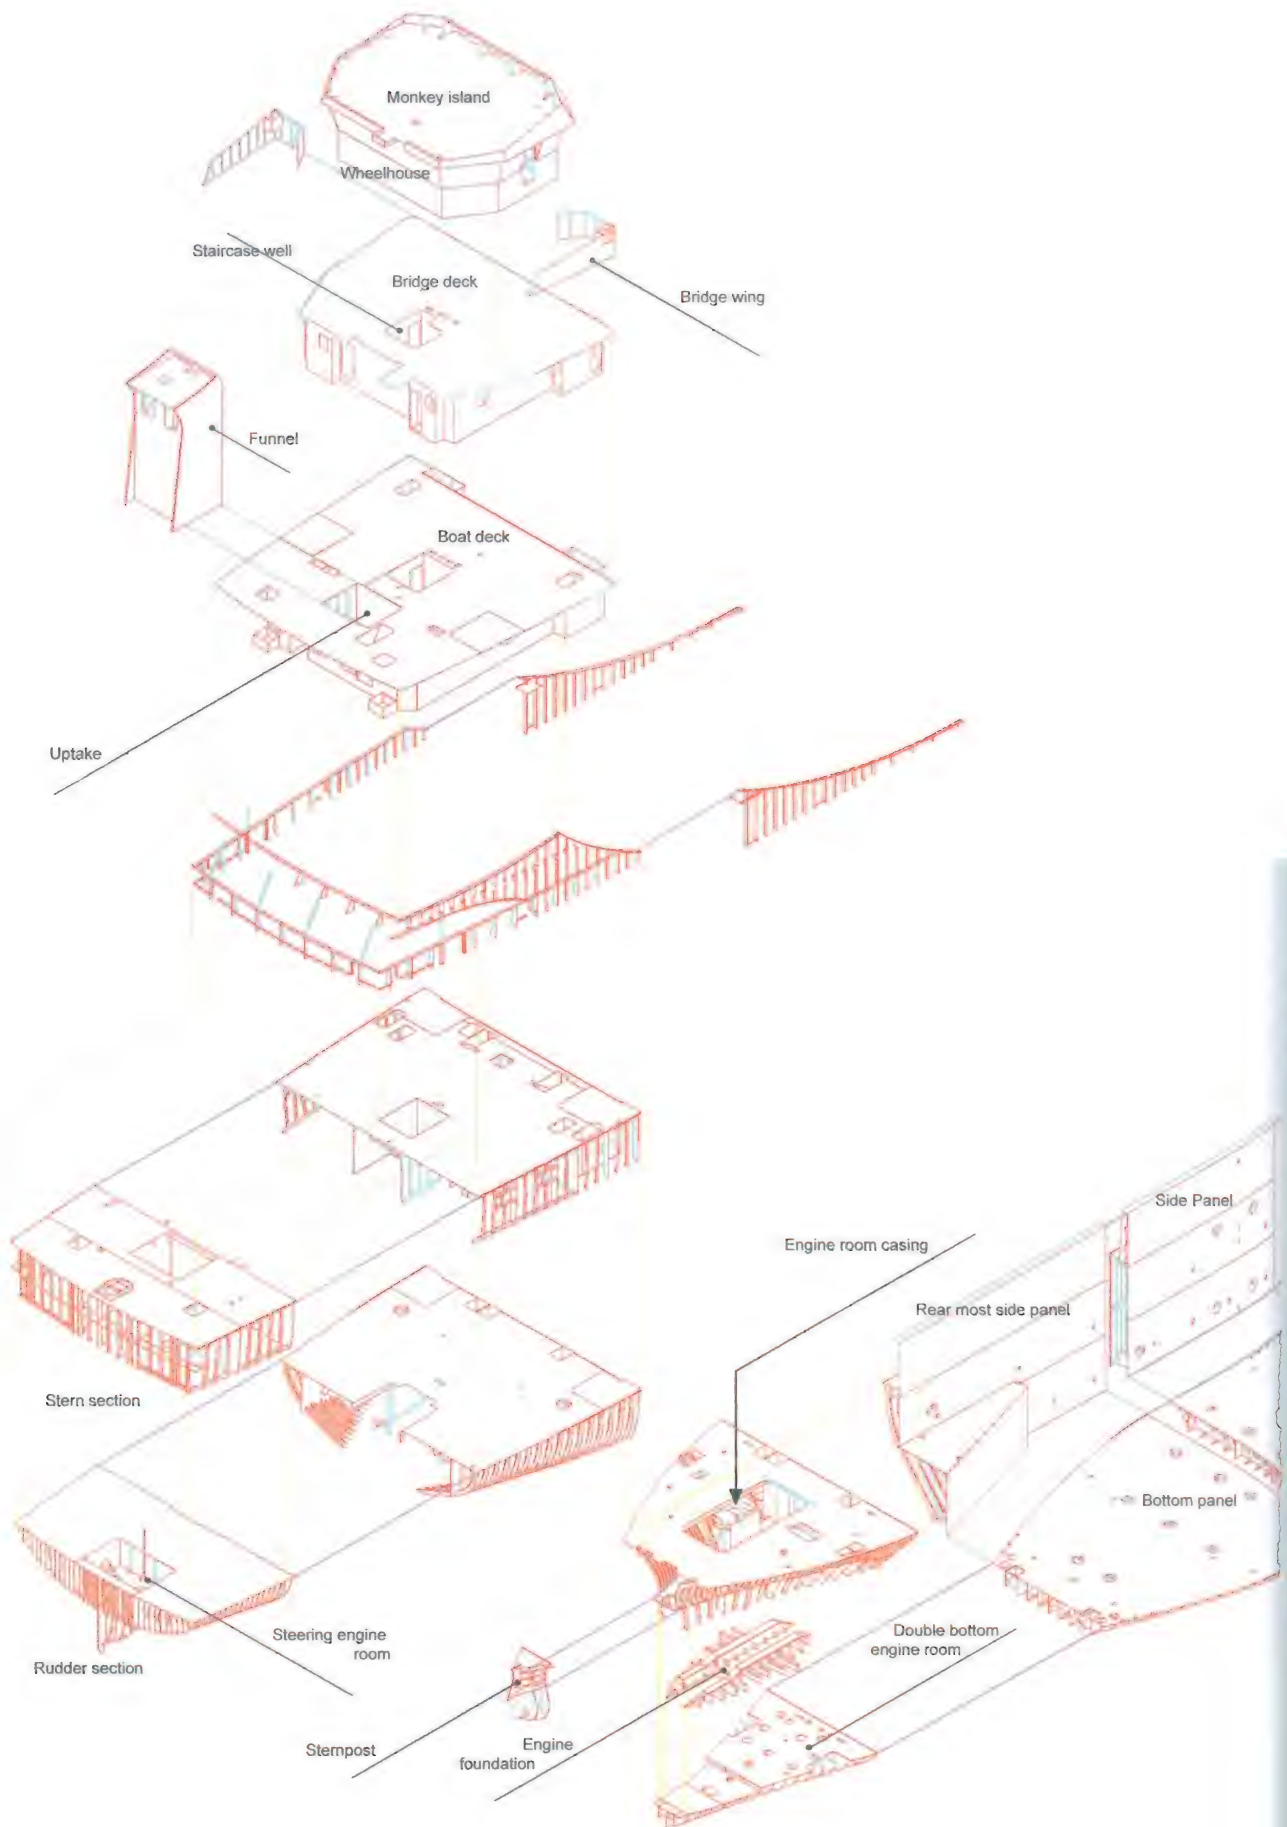 Monkey island
Wheelhouse
Staircase well
Bridge deck
Bridge wing
Funnel
Boat deck
Uptake
Side Panel
Engine room casing
Rear most side panel
Stern section
Bottom panel
Steering engine
room
Double bottom
engine room
Rudder section
Sternpost
Engine
foundation